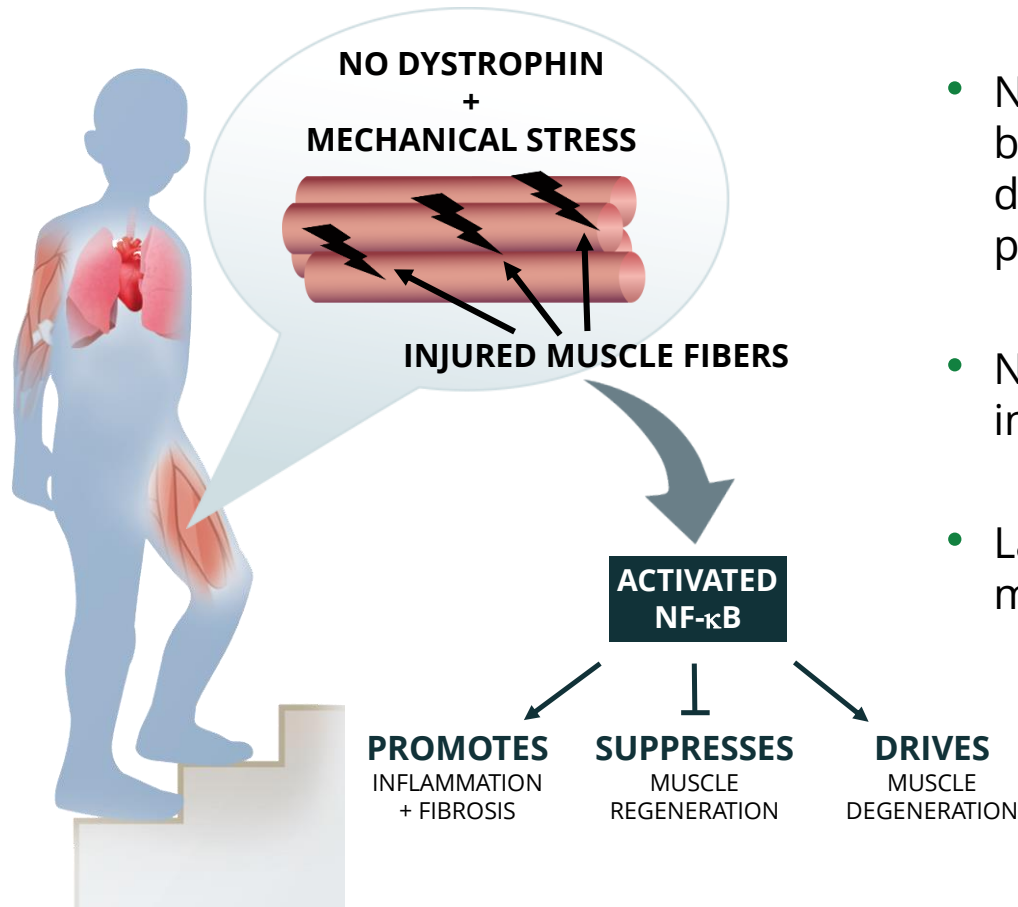 NO DYSTROPHIN
+
MECHANICAL STRESS
INJURED MUSCLE FIBERS
ACTIVATED
NF-κB
PROMOTES
INFLAMMATION
+ FIBROSIS
SUPPRESSES
MUSCLE
REGENERATION
DRIVES
MUSCLE
DEGENERATION